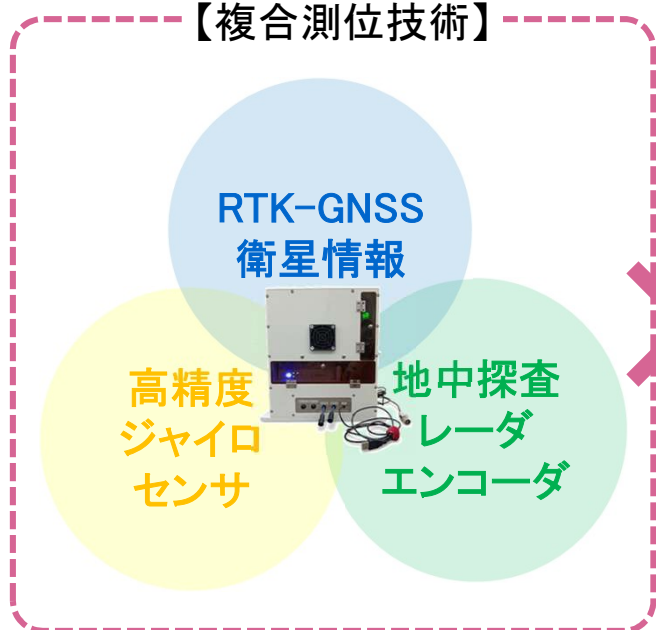 【複合測位技術】
RTK-GNSS
衛星情報
高精度
ジャイロ
センサ
地中探査
レーダ
エンコーダ